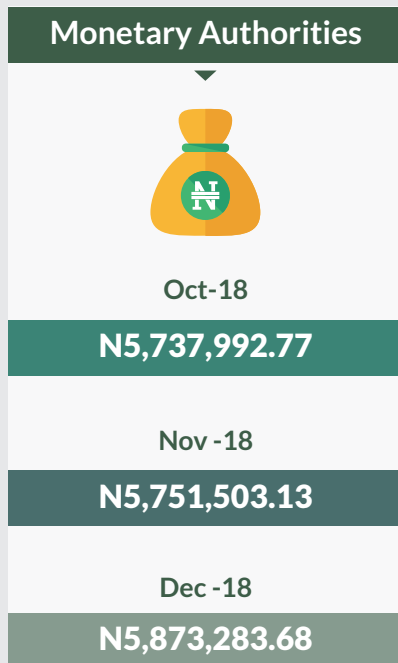 Monetary Authorities
₦
Oct-18
N5,737,992.77
Nov -18
N5,751,503.13
Dec -18
N5,873,283.68